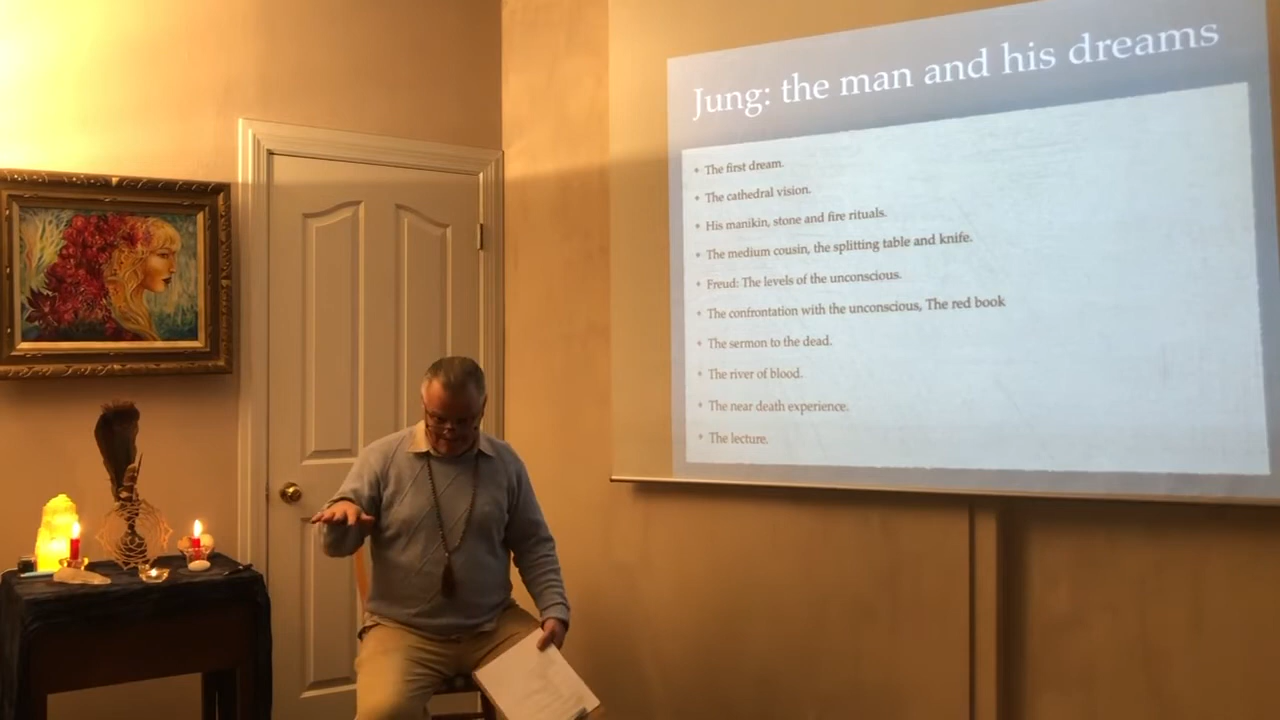 Jung: the man and his dreams
The first dream.
The cathedral vision.
His manikin, stone and fire rituals.
The medium cousin, the splitting table and knife.
Freud: The levels of the unconscious.
The confrontation with the unconscious, The red book
The sermon to the dead.
The river of blood.
The near death experience.
The lecture.